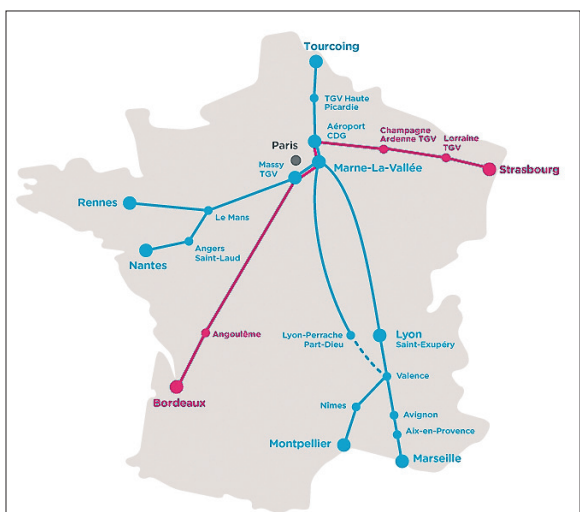 Tourcoing
TGV Haute
Picardie
Aéroport
CDG
Champagne
Ardenne TGV
Lorraine
TGV
Paris
Massy
TGV
Marne-La-Vallée
Strasbourg
Rennes
Le Mans
Angers
Saint-Laud
Nantes
Angoulême
Lyon-Perrache
Part-Dieu
Lyon
Saint-Exupéry
Valence
Bordeaux
Nîmes
Avignon
Aix-en-Provence
Montpellier
Marseille